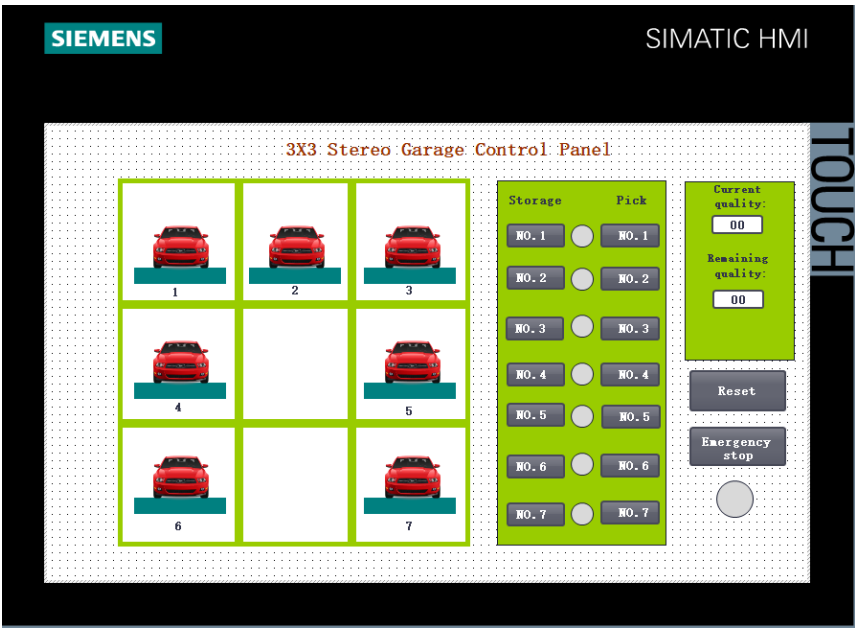 SIEMENS
SIMATIC HMI
TOUCH
3X3 Stereo Garage Control Panel
1
2
3
4
5
6
7
Storage
Pick
NO.1
NO.1
NO.2
NO.2
NO.3
NO.3
NO.4
NO.4
NO.5
NO.5
NO.6
NO.6
NO.7
NO.7
Current
quality:
00
Remaining
quality:
00
Reset
Emergency
stop